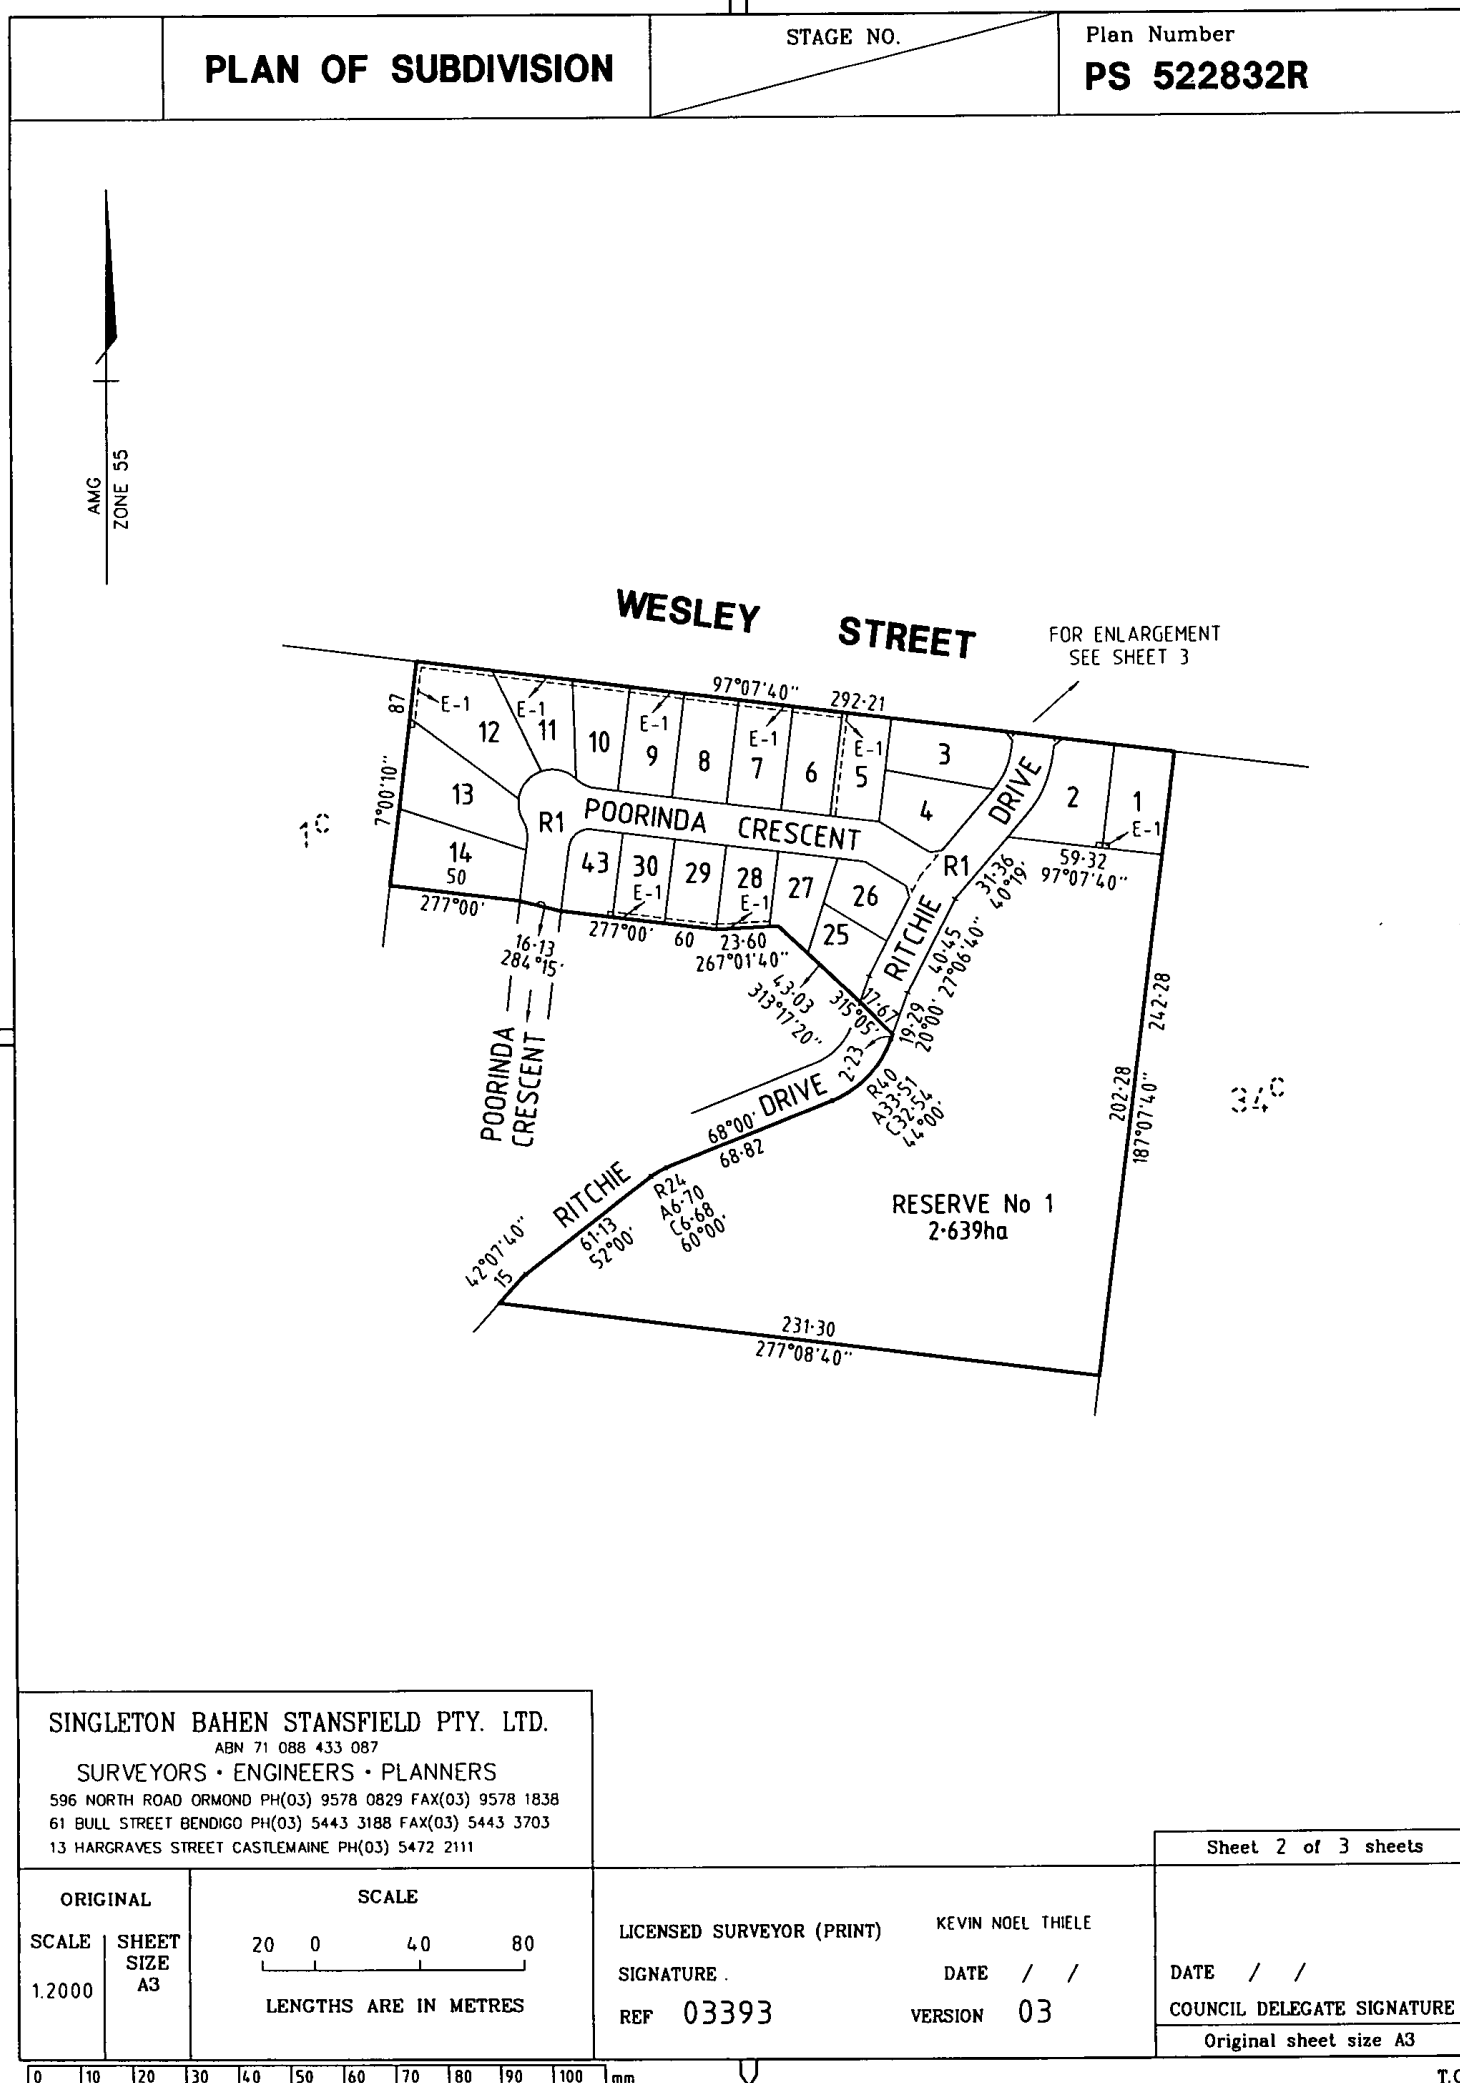 PLAN OF SUBDIVISION
STAGE NO.
Plan Number
PS 522832R
AMG
ZONE 55
WESLEY STREET
FOR ENLARGEMENT
SEE SHEET 3
97°07'40" 292·21
87
7°00'10"
E-1
12
E-1
11
10
E-1
9
8
E-1
7
6
E-1
5
3
4
DRIVE
2
1
E-1
59·32
97°07'40"
13
14
50
277°00'
1C
R1
POORINDA CRESCENT
R1
43
30
E-1
29
28
E-1
27
26
25
RITCHIE
31·36
40°19'
40·45
27°06'40"
19·29
20°00'
16·13
284°15'
277°00' 60
23·60
267°01'40"
43·03
313°17'20"
17·67
315°05'
2·23
POORINDA
CRESCENT
DRIVE
R40
A33·51
C32·54
44°00'
68°00'
68·82
RITCHIE
R24
A6·70
C6·68
60°00'
61·13
52°00'
42°07'40"
15
242·28
202·28
187°07'40"
34C
RESERVE No 1
2·639ha
231·30
277°08'40"
SINGLETON BAHEN STANSFIELD PTY. LTD.
ABN 71 088 433 087
SURVEYORS • ENGINEERS • PLANNERS
596 NORTH ROAD ORMOND PH(03) 9578 0829 FAX(03) 9578 1838
61 BULL STREET BENDIGO PH(03) 5443 3188 FAX(03) 5443 3703
13 HARGRAVES STREET CASTLEMAINE PH(03) 5472 2111
Sheet 2 of 3 sheets
ORIGINAL
SCALE
SHEET
SIZE
A3
1.2000
SCALE
20 0 40 80
LENGTHS ARE IN METRES
LICENSED SURVEYOR (PRINT) KEVIN NOEL THIELE
SIGNATURE . DATE / /
REF 03393 VERSION 03
DATE / /
COUNCIL DELEGATE SIGNATURE
Original sheet size A3
0 10 20 30 40 50 60 70 80 90 100 mm